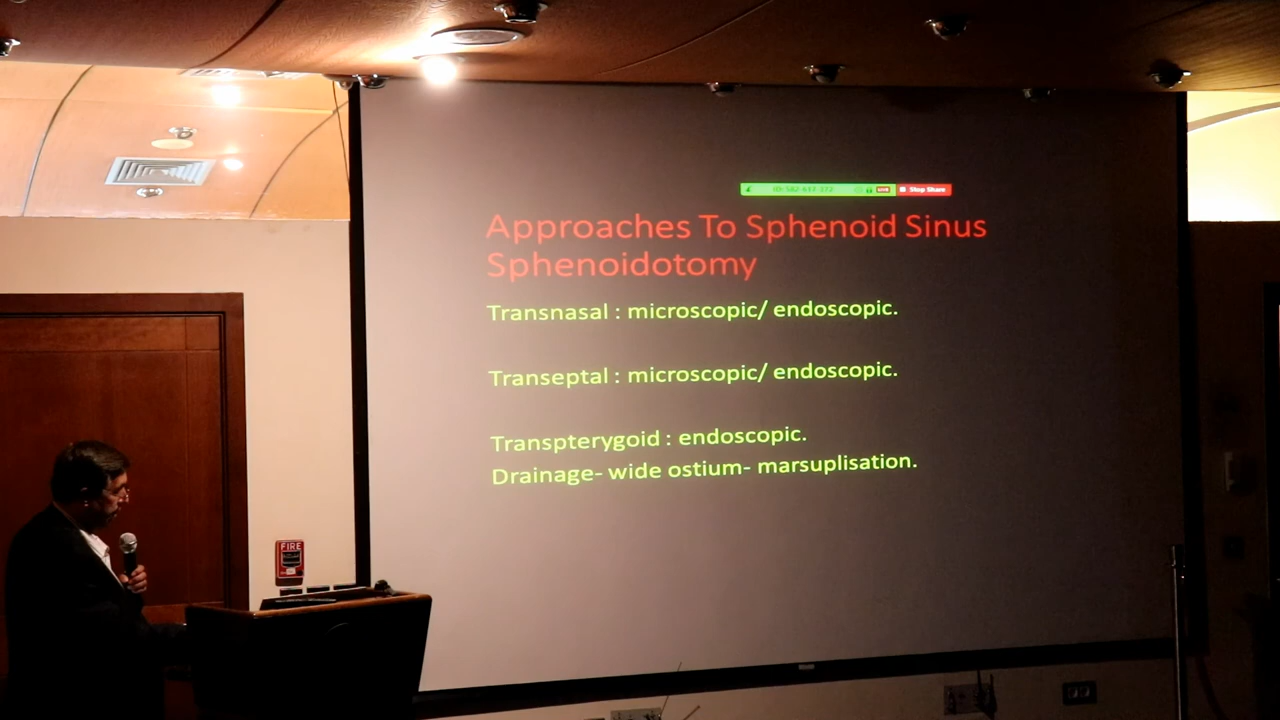 LIVE
Stop Share
Approaches To Sphenoid Sinus
Sphenoidotomy
Transnasal : microscopic/ endoscopic.
Transeptal : microscopic/ endoscopic.
Transpterygoid : endoscopic.
Drainage- wide ostium- marsuplisation.
FIRE